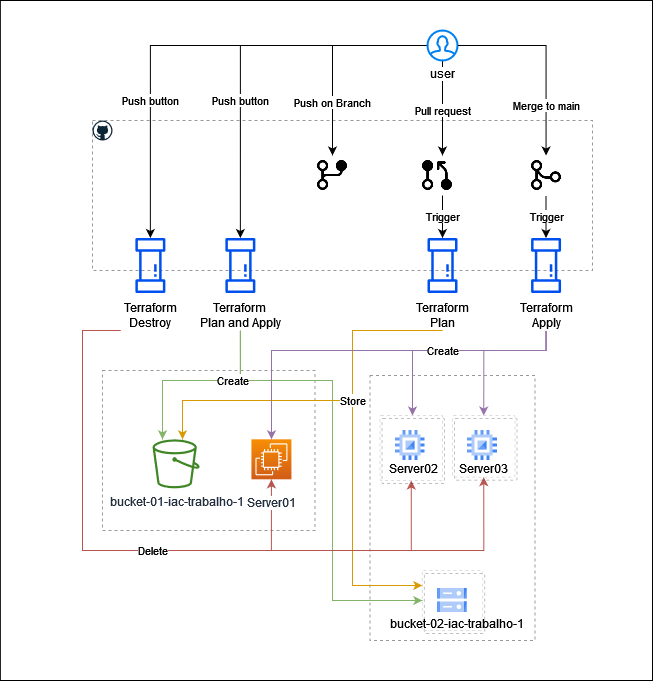 user
Push button
Push button
Push on Branch
Pull request
Merge to main
Trigger
Trigger
Terraform
Destroy
Terraform
Plan and Apply
Terraform
Plan
Terraform
Apply
Create
Create
Store
Server02
Server03
bucket-01-iac-trabalho-1
Server01
Delete
bucket-02-iac-trabalho-1